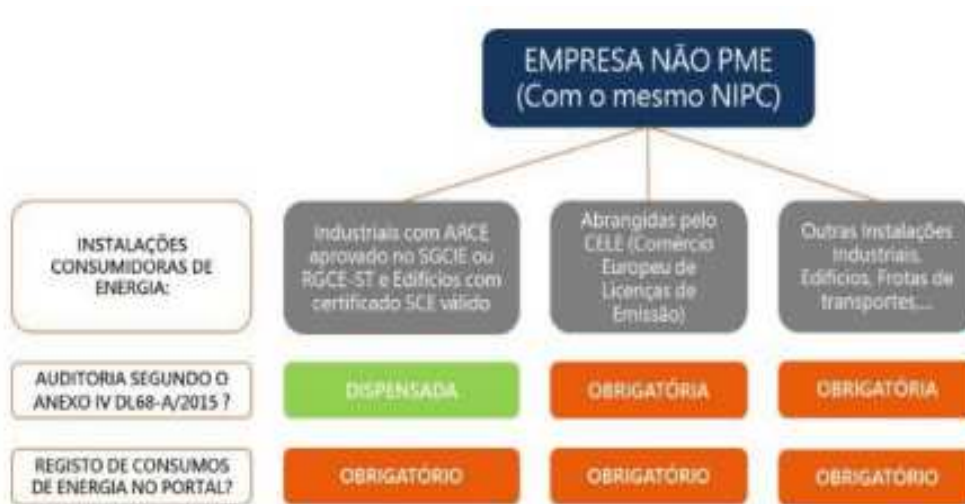 EMPRESA NÃO PME
(Com o mesmo NIPC)
INSTALAÇÕES
CONSUMIDORAS DE
ENERGIA:
Industriais com ARCE
aprovado no SGCIE ou
RGCE-ST e Edifícios com
certificado SCE válido
Abrangidas pelo
CELE (Comércio
Europeu de
Licenças de
Emissão)
Outras Instalações
Industriais,
Edifícios, Frotas de
transportes,...
AUDITORIA SEGUNDO O
ANEXO IV DL68-A/2015 ?
DISPENSADA
OBRIGATÓRIA
OBRIGATÓRIA
REGISTO DE CONSUMOS
DE ENERGIA NO PORTAL?
OBRIGATÓRIO
OBRIGATÓRIO
OBRIGATÓRIO